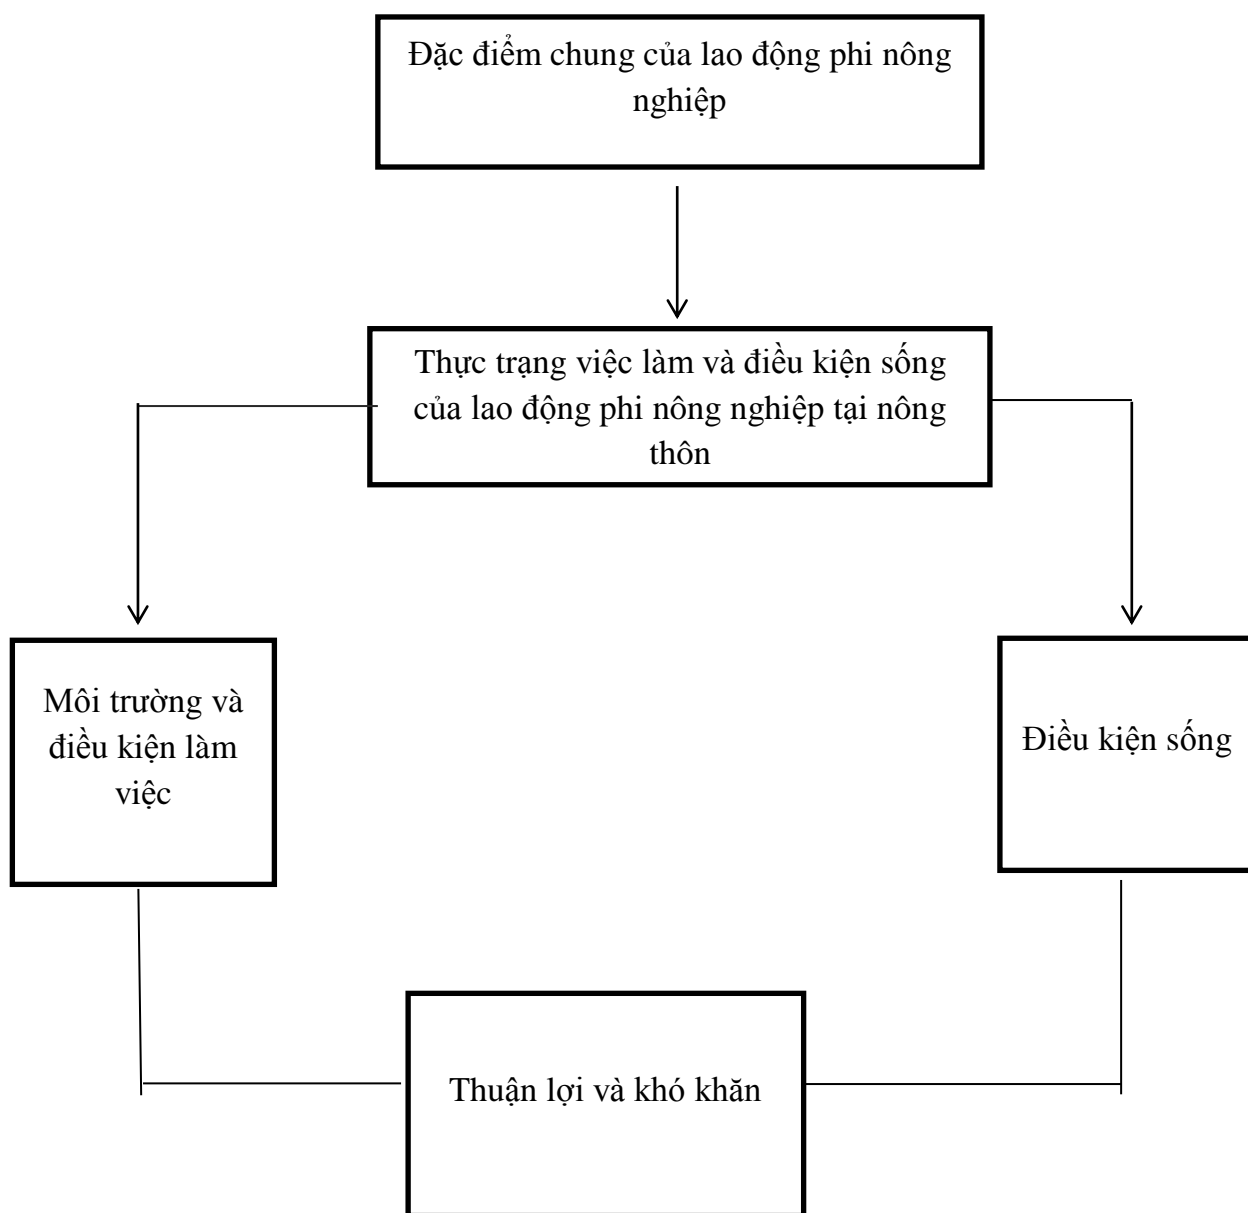 Đặc điểm chung của lao động phi nông
nghiệp
Thực trạng việc làm và điều kiện sống
của lao động phi nông nghiệp tại nông
thôn
Môi trường và
điều kiện làm
việc
Điều kiện sống
Thuận lợi và khó khăn